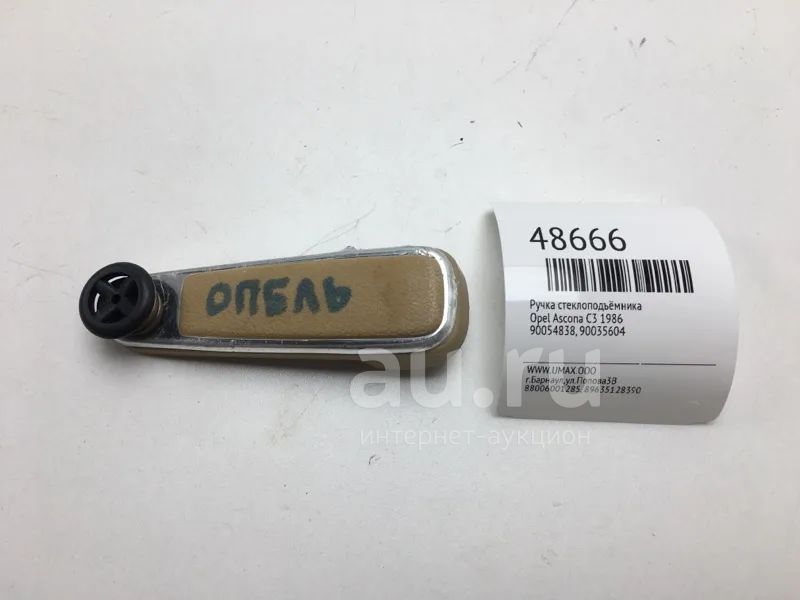 ОПЕЛЬ
48666
Ручка стеклоподъёмника
Opel Ascona C3 1986
90054838, 90035604
WWW.UMAX.OOO
г.Барнаул,ул.Попова3В
88006001285, 89635128390
au.ru
интернет-аукцион